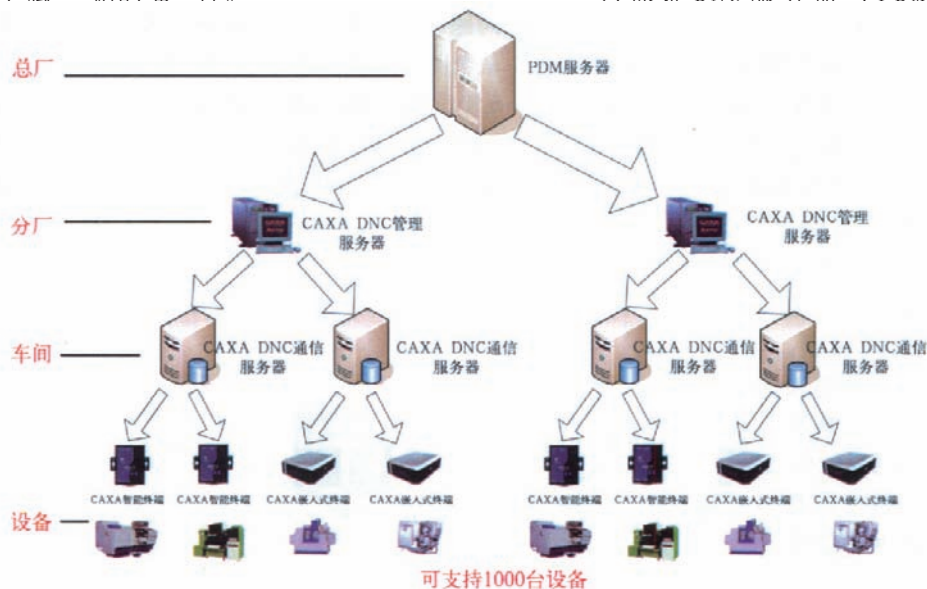 总厂
PDM服务器
分厂
CAXA DNC管理
服务器
CAXA DNC管理
服务器
车间
CAXA DNC通信
服务器
CAXA DNC通信
服务器
CAXA DNC通信
服务器
CAXA DNC通信
服务器
CAXA智能终端
CAXA智能终端
CAXA嵌入式终端
CAXA嵌入式终端
CAXA智能终端
CAXA智能终端
CAXA嵌入式终端
CAXA嵌入式终端
设备
可支持1000台设备